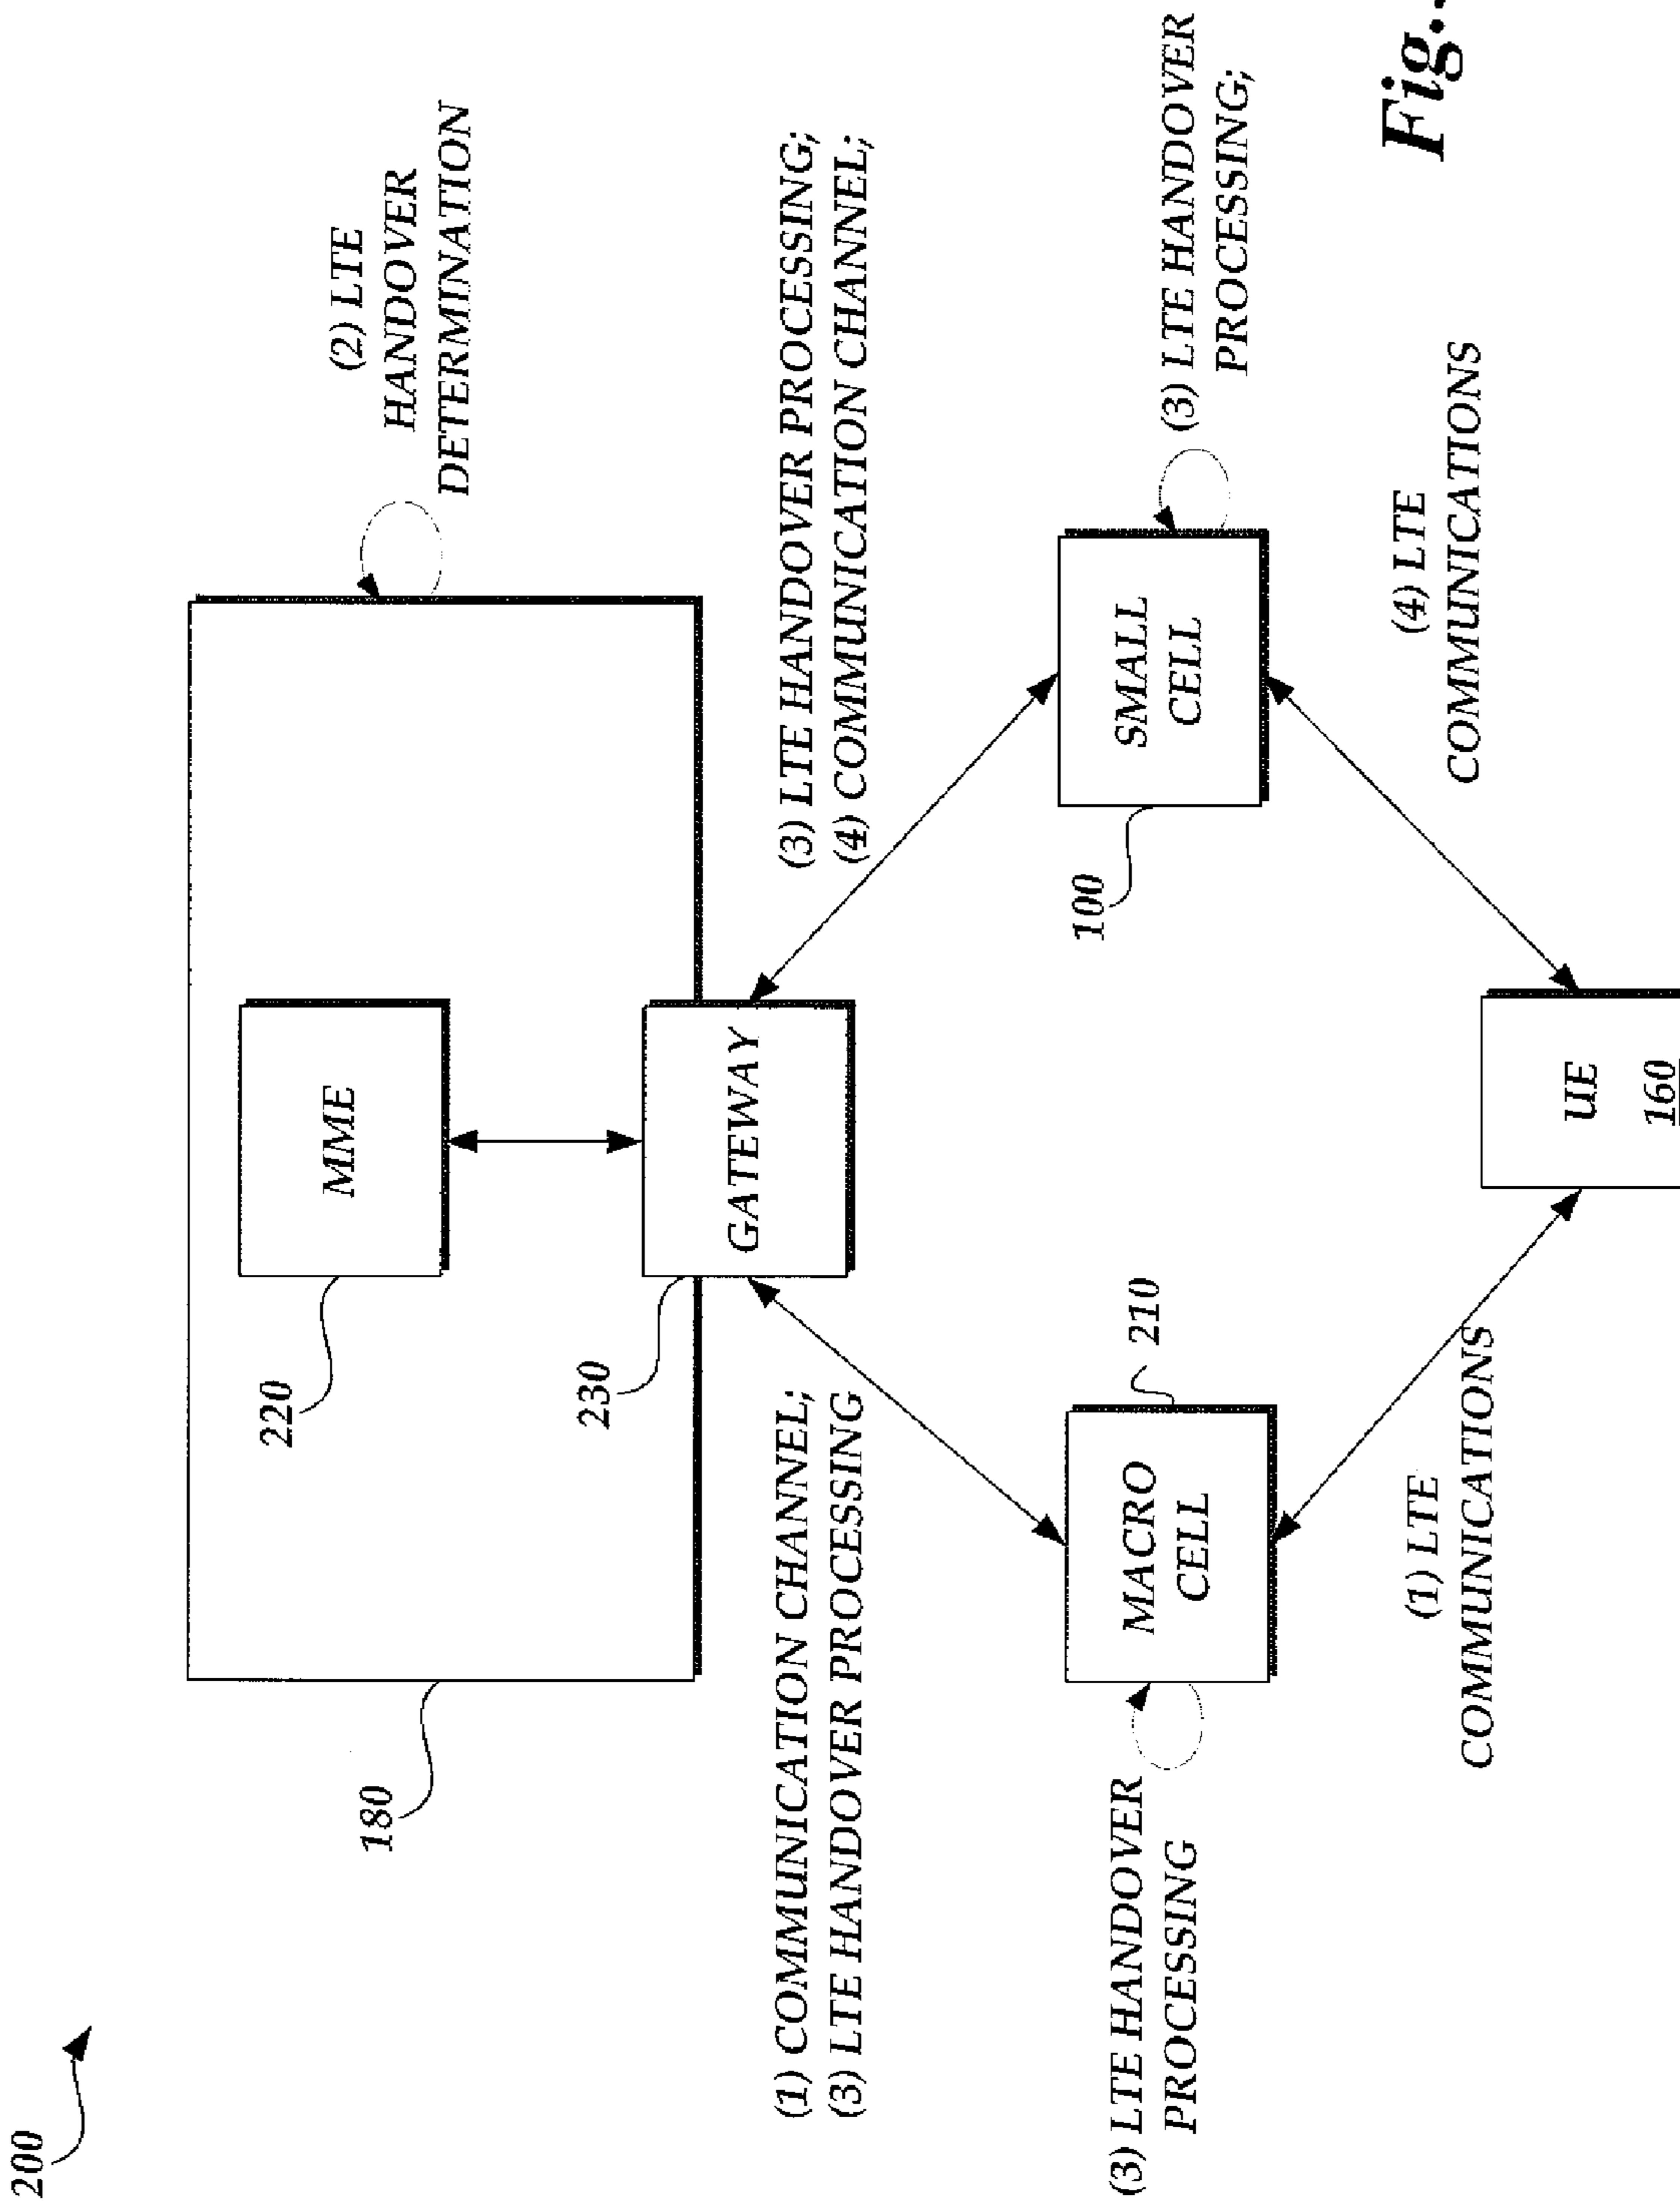 200
180
220
MME
(2) LTE
HANDOVER
DETERMINATION
230
GATEWAY
(1) COMMUNICATION CHANNEL;
(3) LTE HANDOVER PROCESSING
(3) LTE HANDOVER PROCESSING;
(4) COMMUNICATION CHANNEL;
(3) LTE HANDOVER
PROCESSING
MACRO
CELL
210
100
SMALL
CELL
(3) LTE HANDOVER
PROCESSING;
(1) LTE
COMMUNICATIONS
(4) LTE
COMMUNICATIONS
UE
160
Fig.